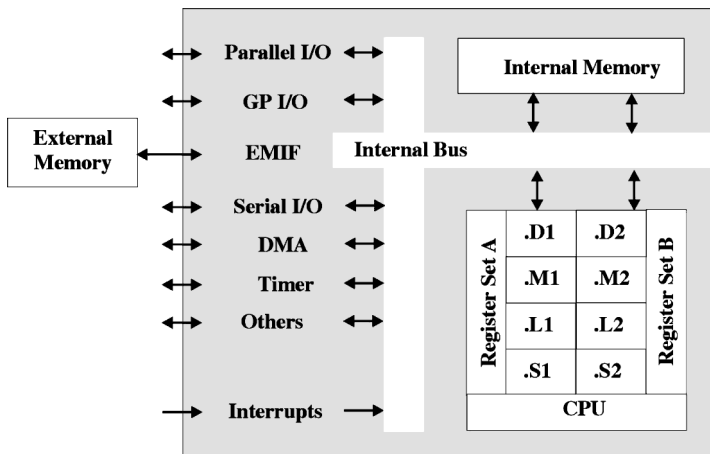 Parallel I/O
GP I/O
External
Memory
EMIF
Serial I/O
DMA
Timer
Others
Interrupts
Internal Memory
Internal Bus
Register Set A
.D1
.D2
.M1
.M2
.L1
.L2
.S1
.S2
Register Set B
CPU